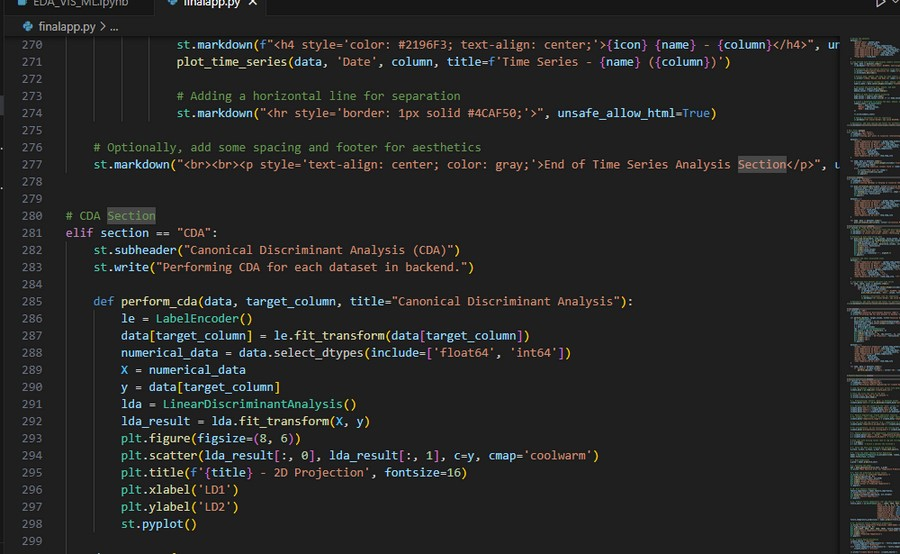 EDA_VIS_ML.ipynb
finalapp.py
finalapp.py > ...
270 st.markdown(f"<h4 style='color: #2196F3; text-align: center;'>{icon} {name} - {column}</h4>", un
271 plot_time_series(data, 'Date', column, title=f'Time Series - {name} ({column})')
272
273 # Adding a horizontal line for separation
274 st.markdown("<hr style='border: 1px solid #4CAF50;'>", unsafe_allow_html=True)
275
276 # Optionally, add some spacing and footer for aesthetics
277 st.markdown("<br><br><p style='text-align: center; color: gray;'>End of Time Series Analysis Section</p>", u
278
279
280 # CDA Section
281 elif section == "CDA":
282 st.subheader("Canonical Discriminant Analysis (CDA)")
283 st.write("Performing CDA for each dataset in backend.")
284
285 def perform_cda(data, target_column, title="Canonical Discriminant Analysis"):
286 le = LabelEncoder()
287 data[target_column] = le.fit_transform(data[target_column])
288 numerical_data = data.select_dtypes(include=['float64', 'int64'])
289 X = numerical_data
290 y = data[target_column]
291 lda = LinearDiscriminantAnalysis()
292 lda_result = lda.fit_transform(X, y)
293 plt.figure(figsize=(8, 6))
294 plt.scatter(lda_result[:, 0], lda_result[:, 1], c=y, cmap='coolwarm')
295 plt.title(f'{title} - 2D Projection', fontsize=16)
296 plt.xlabel('LD1')
297 plt.ylabel('LD2')
298 st.pyplot()
299